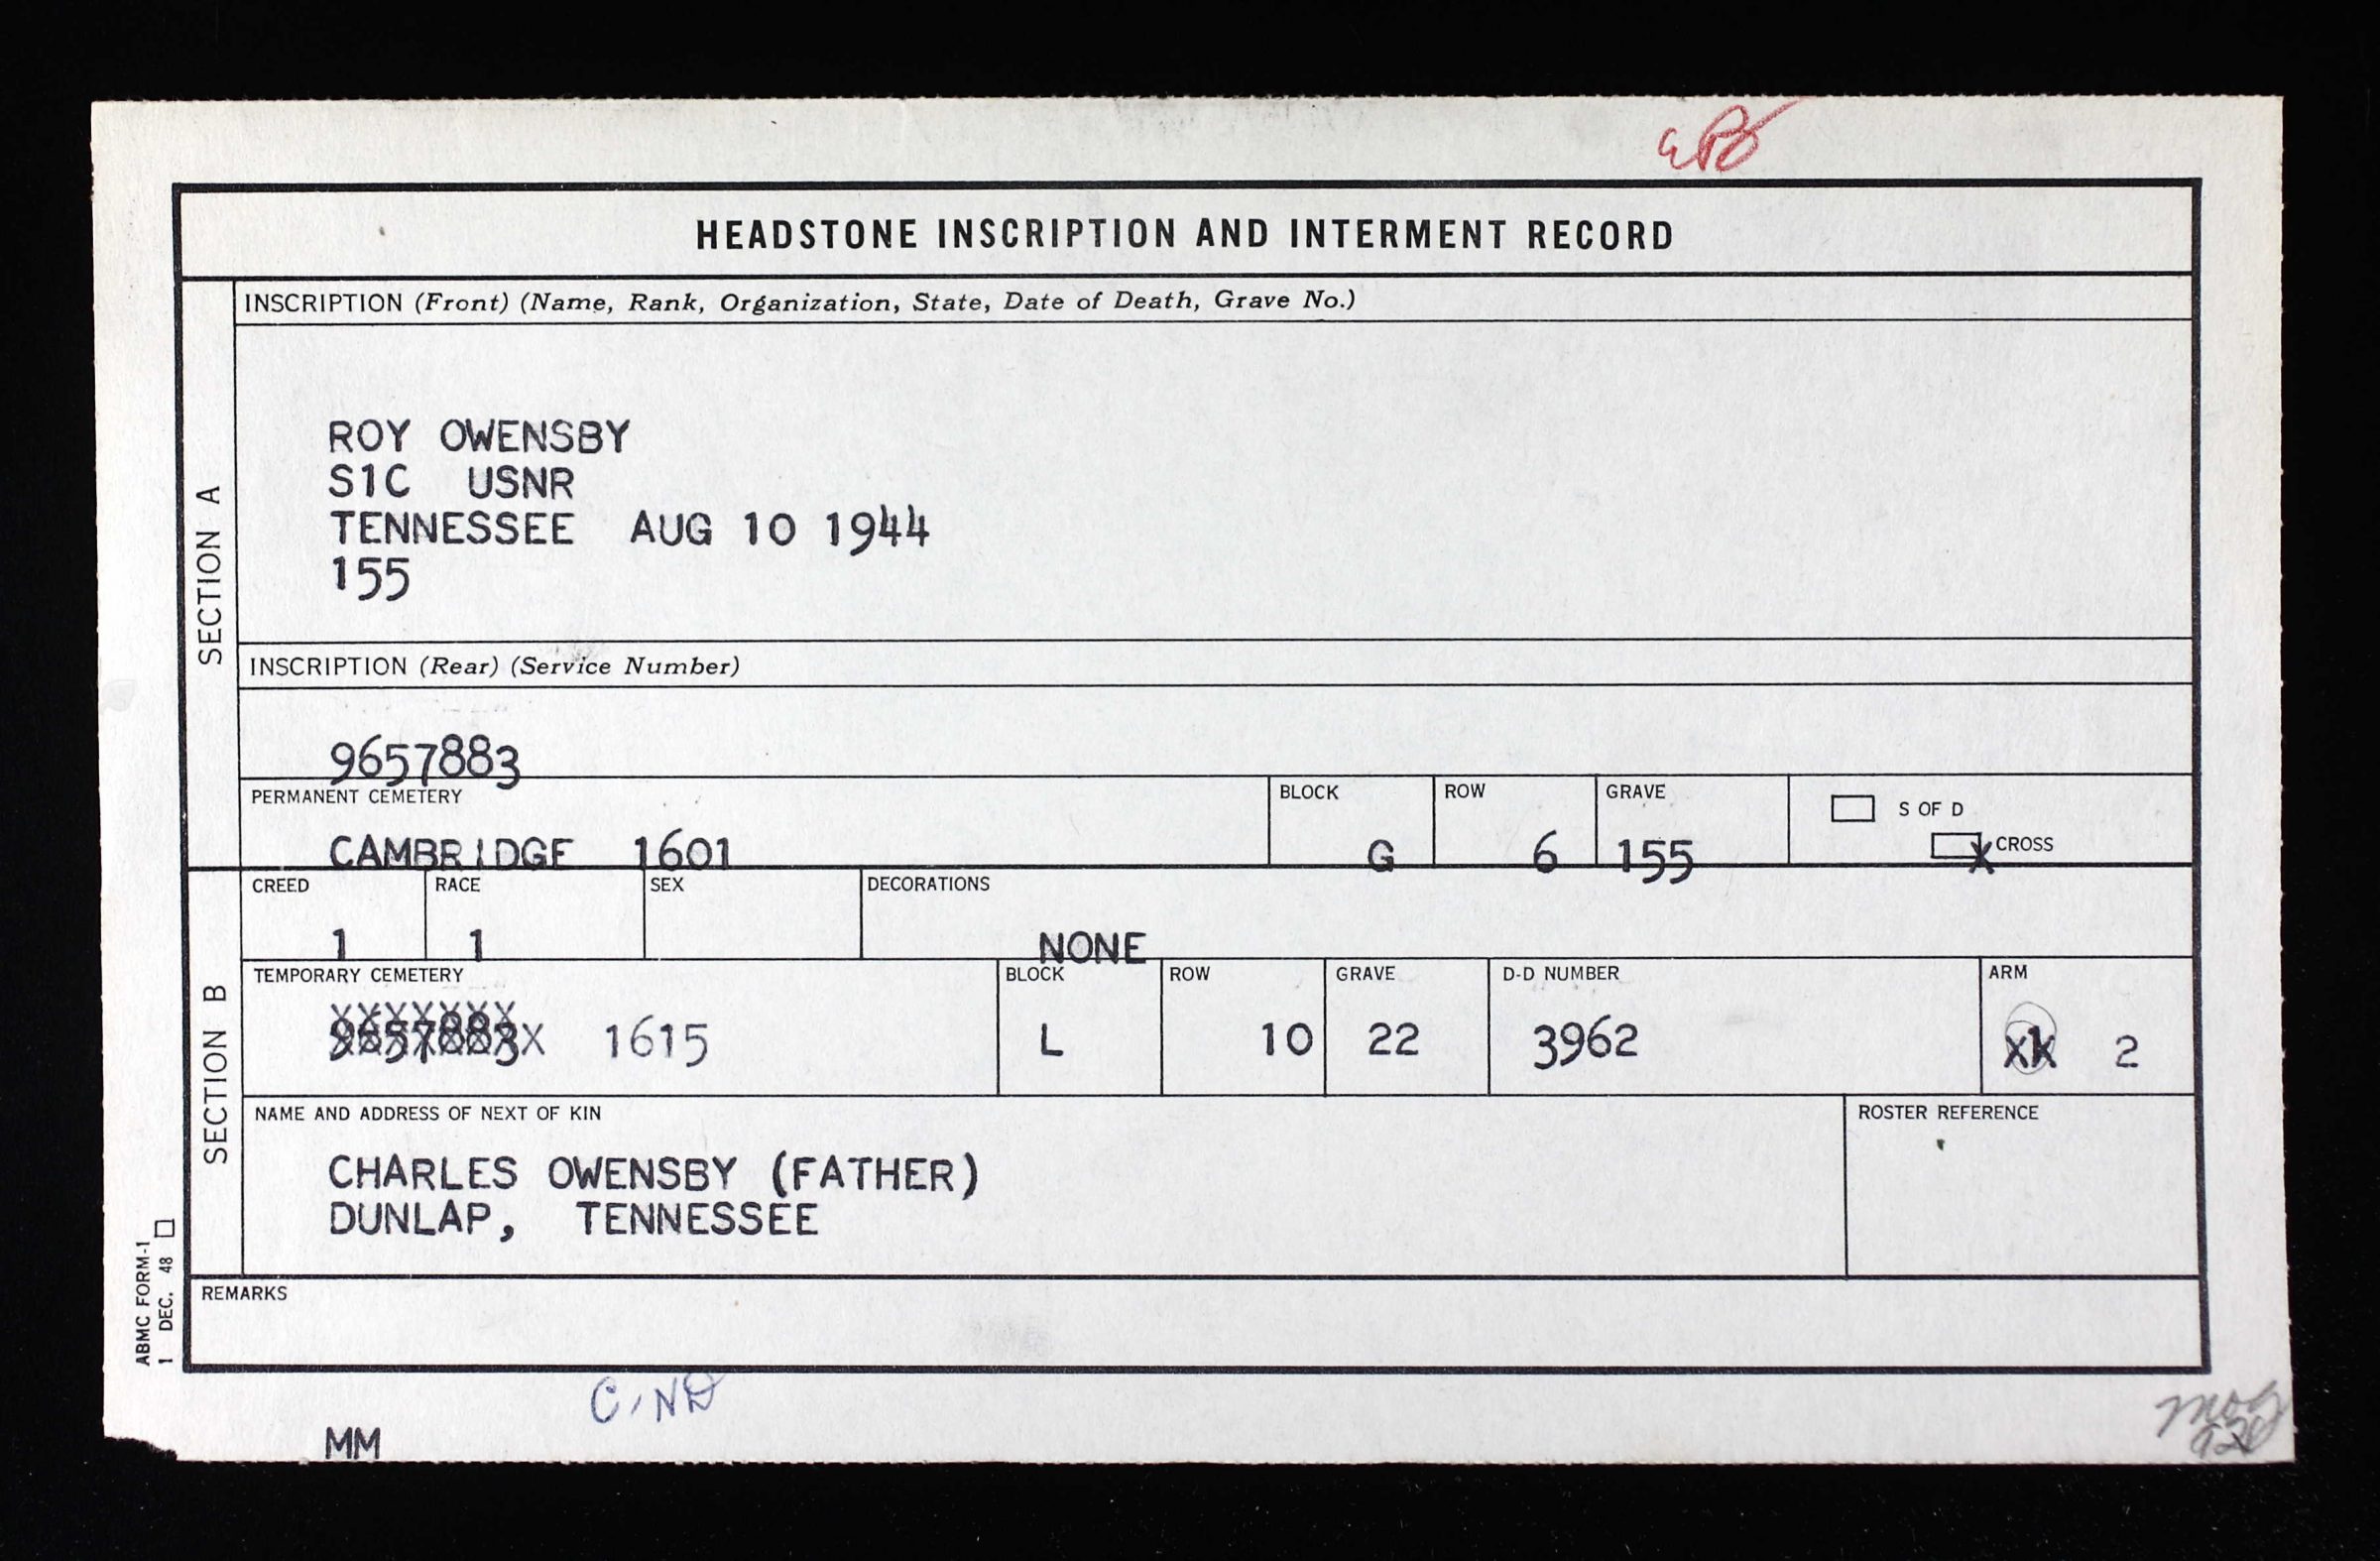 HEADSTONE INSCRIPTION AND INTERMENT RECORD
SECTION A
INSCRIPTION (Front) (Name, Rank, Organization, State, Date of Death, Grave No.)
ROY OWENSBY
S1C USNR
TENNESSEE AUG 10 1944
155
INSCRIPTION (Rear) (Service Number)
9657883
PERMANENT CEMETERY BLOCK ROW GRAVE S OF D
CAMBRIDGE 1601 G 6 155 X CROSS
SECTION B
CREED RACE SEX DECORATIONS
1 1 NONE
TEMPORARY CEMETERY BLOCK ROW GRAVE D-D NUMBER ARM
9657883 1615 L 10 22 3962 2
NAME AND ADDRESS OF NEXT OF KIN ROSTER REFERENCE
CHARLES OWENSBY (FATHER)
DUNLAP, TENNESSEE
REMARKS
ABMC FORM-1
1 DEC. 48
MM